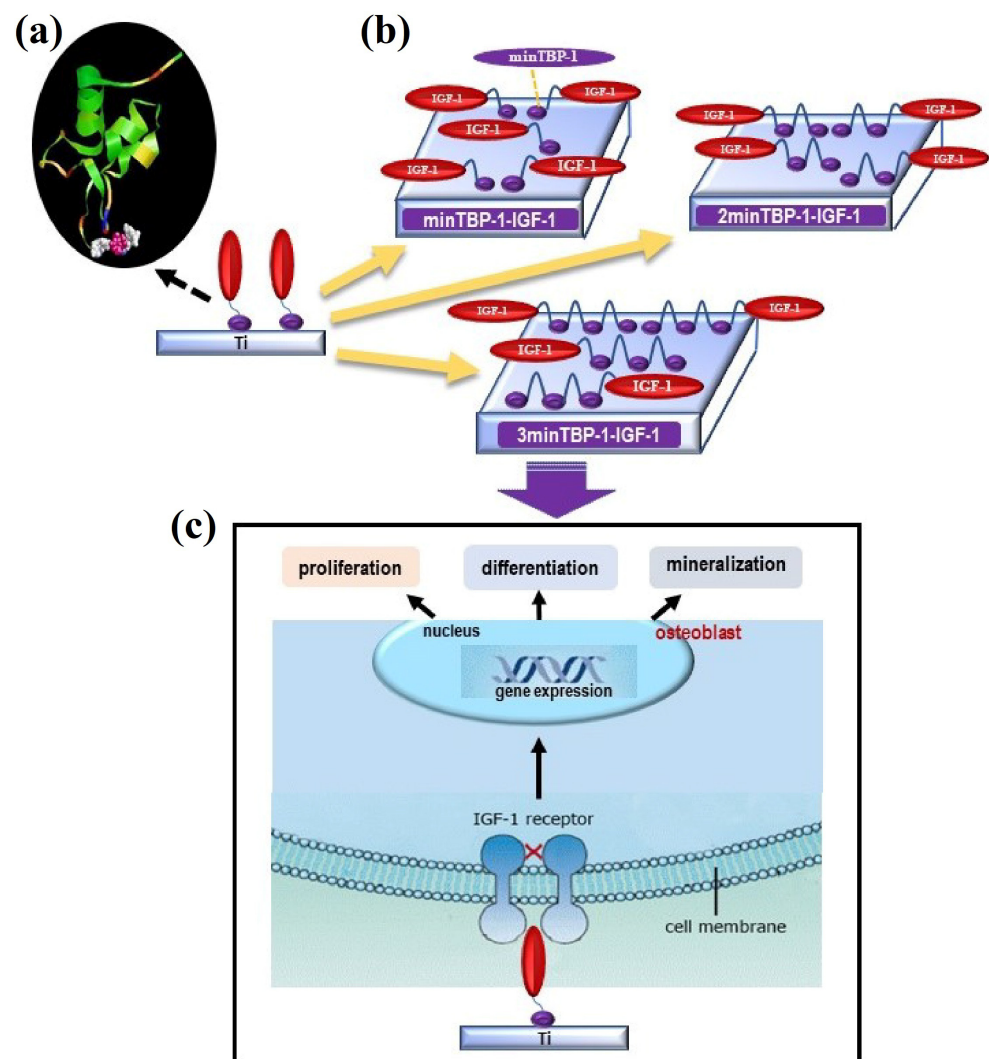 (a)
(b)
minTBP-1
IGF-1
IGF-1
IGF-1
IGF-1
IGF-1
minTBP-1-IGF-1
IGF-1
IGF-1
IGF-1
IGF-1
2minTBP-1-IGF-1
Ti
IGF-1
IGF-1
IGF-1
IGF-1
3minTBP-1-IGF-1
(c)
proliferation
differentiation
mineralization
nucleus
osteoblast
gene expression
IGF-1 receptor
cell membrane
Ti